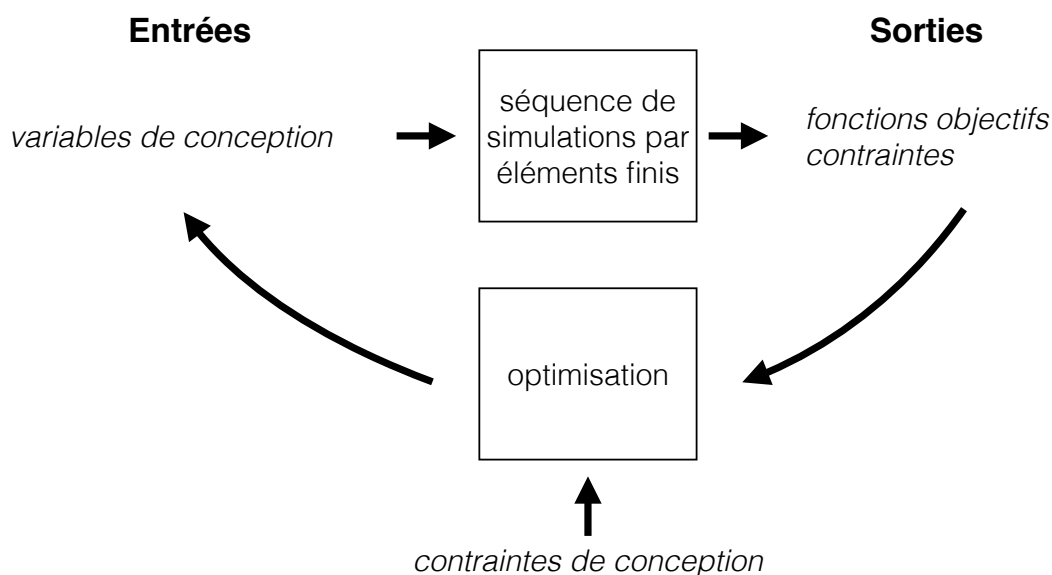 Entrées
Sorties
variables de conception
séquence de
simulations par
éléments finis
fonctions objectifs
contraintes
optimisation
contraintes de conception